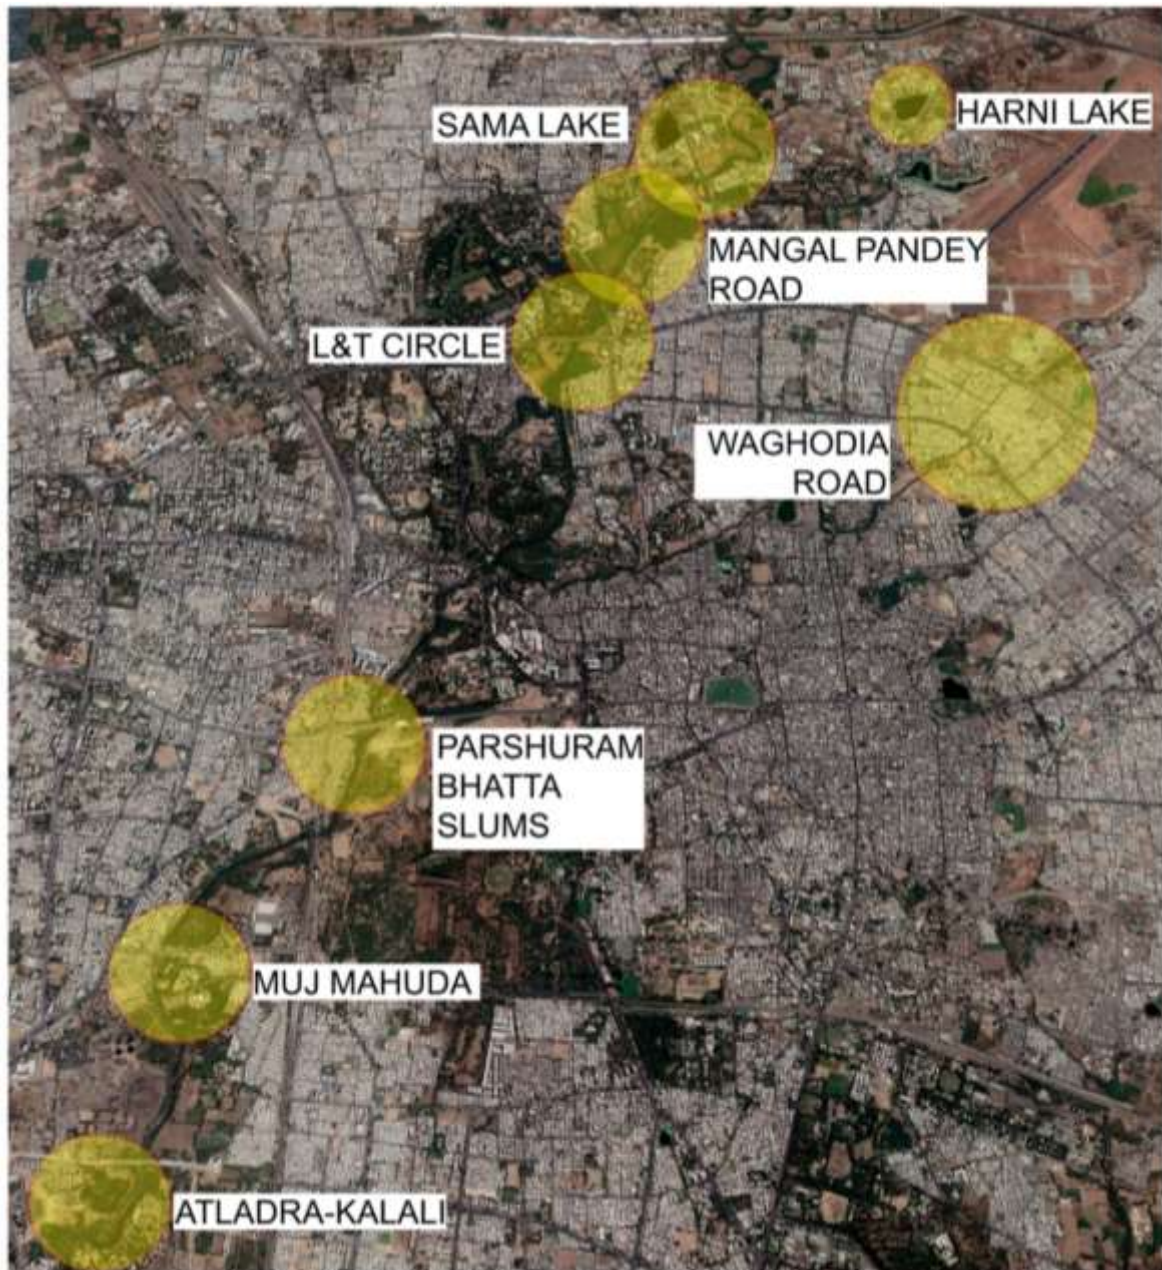 HARNI LAKE
SAMA LAKE
MANGAL PANDEY
ROAD
L&T CIRCLE
WAGHODIA
ROAD
PARSHURAM
BHATTA
SLUMS
MUJ MAHUDA
ATLADRA-KALALI